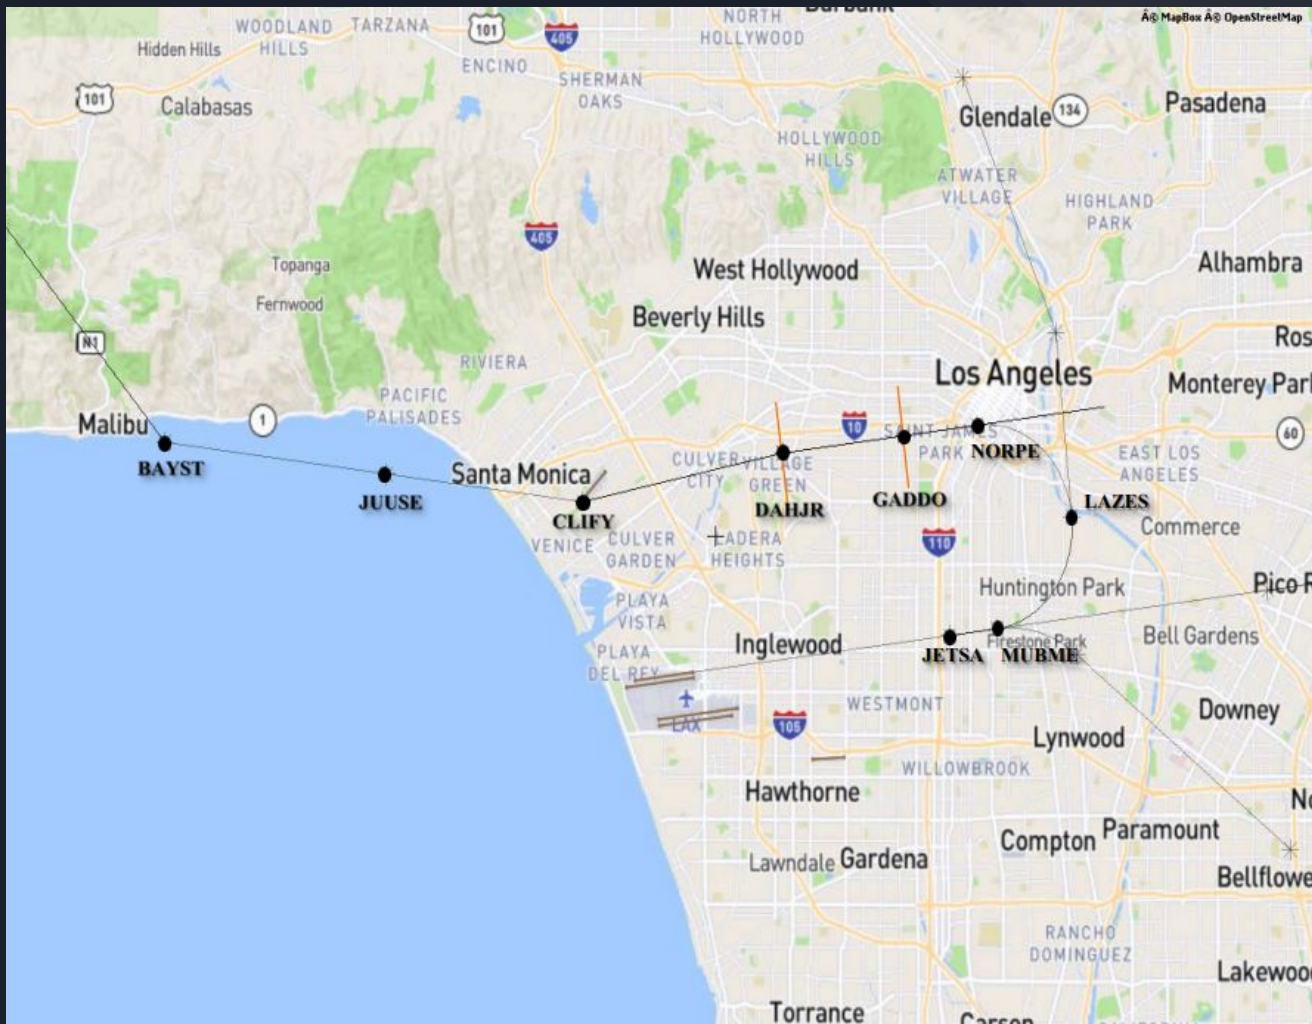 Â© MapBox Â© OpenStreetMap
WOODLAND
HILLS
TARZANA
101
405
NORTH
HOLLYWOOD
Hidden Hills
ENCINO
SHERMAN
OAKS
101
Calabasas
Glendale
134
Pasadena
HOLLYWOOD
HILLS
ATWATER
VILLAGE
HIGHLAND
PARK
405
Topanga
West Hollywood
Alhambra
Fernwood
Beverly Hills
N1
Ros
RIVIERA
Los Angeles
Monterey Park
PACIFIC
PALISADES
Malibu
1
10
SAINT JAMES
PARK
60
BAYST
JUUSE
Santa Monica
CULVER
CITY
VILLAGE
GREEN
NORPE
EAST LOS
ANGELES
CLIFY
DAHJR
GADDO
LAZES
Commerce
VENICE
CULVER
GARDEN
LADERA
HEIGHTS
110
Huntington Park
Pico R
PLAYA
VISTA
Inglewood
Firestone Park
Bell Gardens
JETSA
MUBME
PLAYA
DEL REY
LAX
105
WESTMONT
Downey
Lynwood
WILLOWBROOK
Hawthorne
No
Compton
Paramount
Lawndale
Gardena
Bellflowe
RANCHO
DOMINGUEZ
Lakewoo
Torrance
Carson